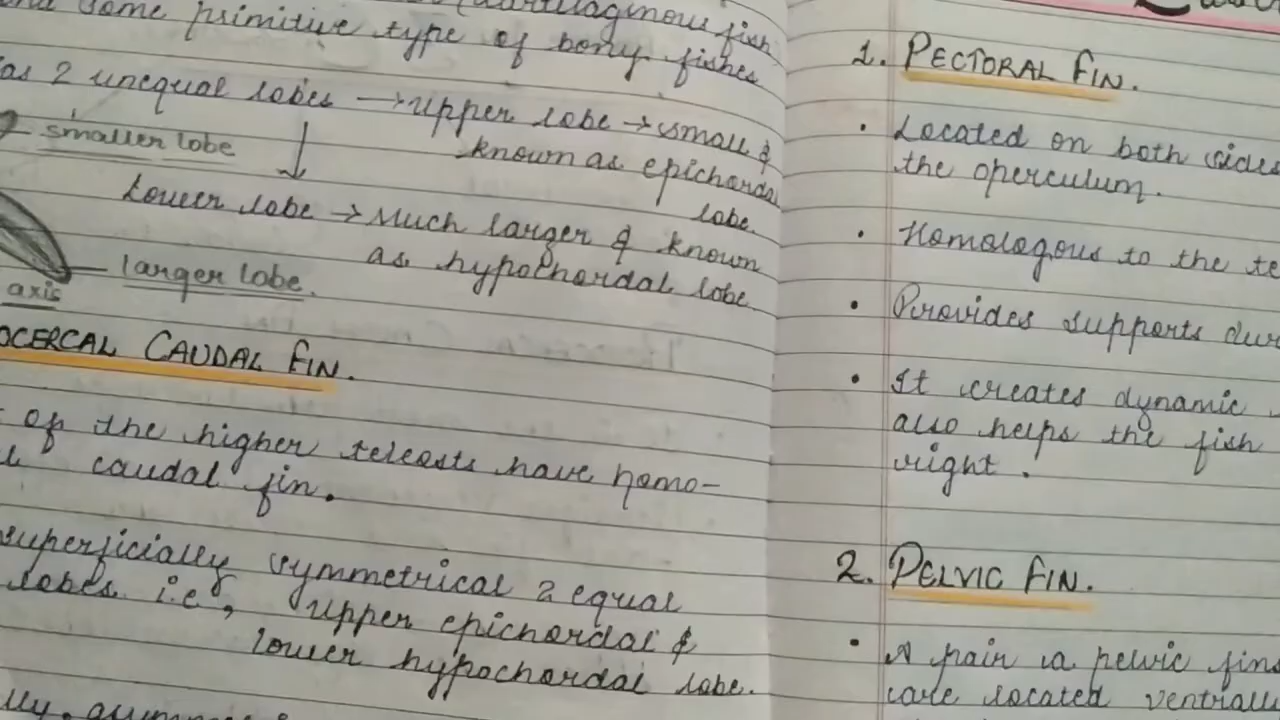 some primitive type of bony fishes
as 2 unequal lobes → upper lobe → small &
known as epichordal
lobe.
smaller lobe
Lower lobe → Much larger & known
as hypochordal lobe
larger lobe.
axis
OCERCAL CAUDAL FIN.
of the higher teleosts have homo-
caudal fin.
superficially symmetrical 2 equal
lobes i.e, upper epichordal &
lower hypochordal lobe.
1. PECTORAL FIN.
• Located on both sides
the operculum.
• Homologous to the
• Provides supports
• It creates dynamic
also helps the fish
right.
2. PELVIC FIN.
• A pair a pelvic fins
are located